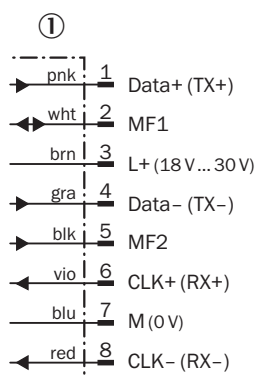 ①
pnk 1 Data+ (TX+)
wht 2 MF1
brn 3 L+ (18 V ... 30 V)
gra 4 Data– (TX–)
blk 5 MF2
vio 6 CLK+ (RX+)
blu 7 M (0 V)
red 8 CLK– (RX–)